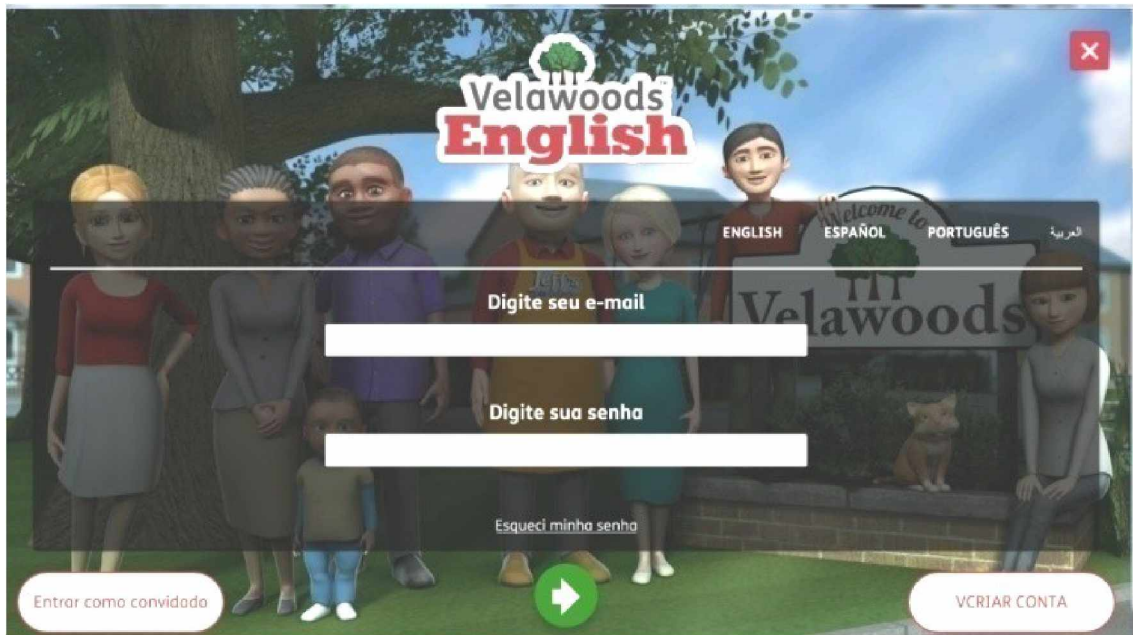 Velawoods
English
ENGLISH ESPAÑOL PORTUGUÊS العربية
Welcome to
Velawoods
Jeff's
Digite seu e-mail
Digite sua senha
Esqueci minha senha
Entrar como convidado
VCRIAR CONTA